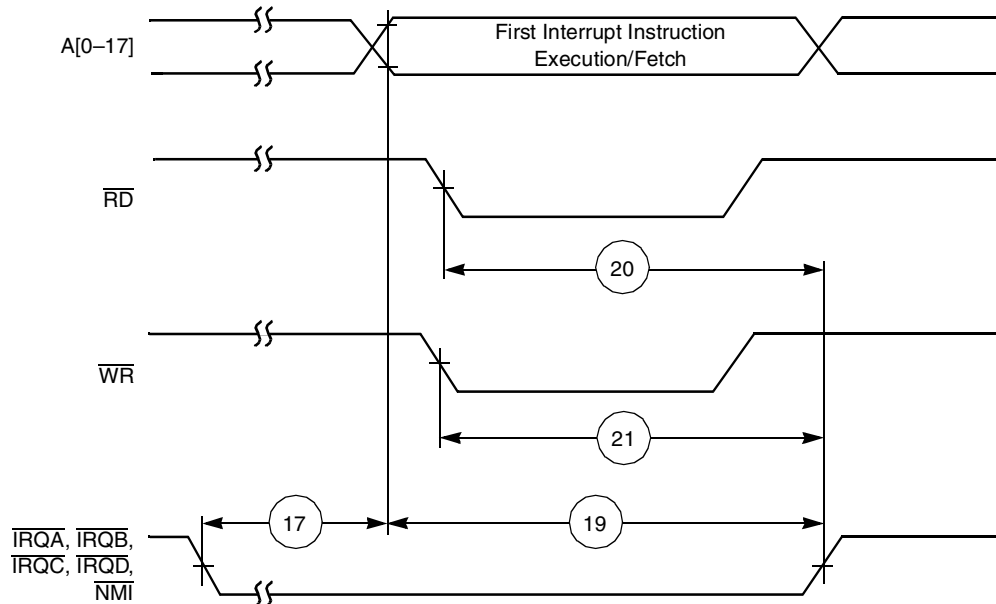 A[0–17]
First Interrupt Instruction
Execution/Fetch
RD
20
WR
21
17
19
IRQA, IRQB,
IRQC, IRQD,
NMI